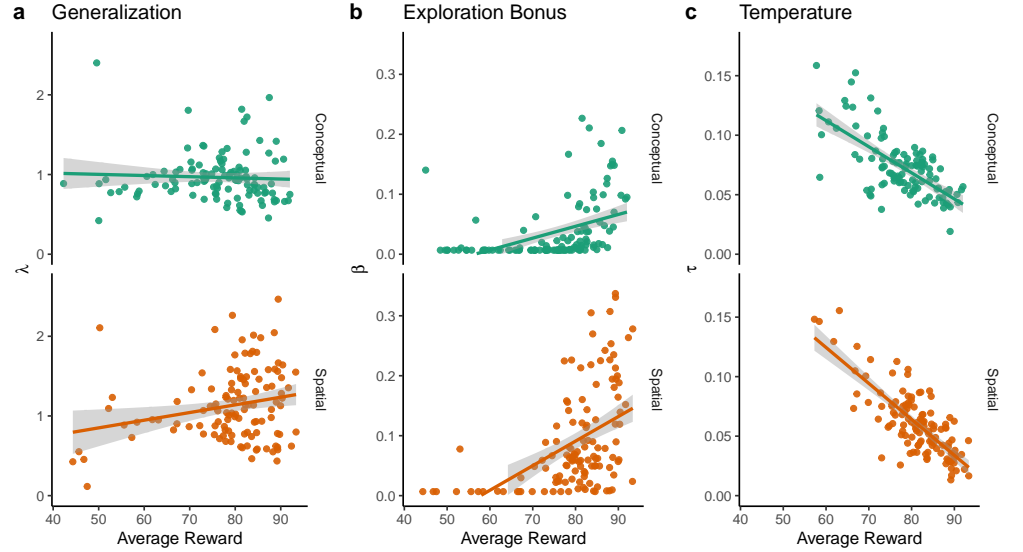 a Generalization
b Exploration Bonus
c Temperature
2
1
0
Conceptual
0.3
0.2
0.1
0.0
Conceptual
0.15
0.10
0.05
0.00
Conceptual
λ
β
τ
2
1
0
Spatial
0.3
0.2
0.1
0.0
Spatial
0.15
0.10
0.05
0.00
Spatial
40 50 60 70 80 90
40 50 60 70 80 90
40 50 60 70 80 90
Average Reward
Average Reward
Average Reward